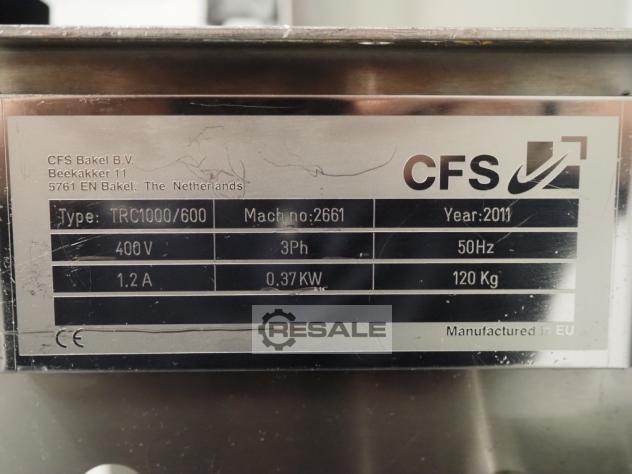 CFS Bakel B.V.
Beekakker 11
5761 EN Bakel, The Netherlands
CFS
Type: TRC1000/600 Mach.no:2661 Year:2011
400V 3Ph 50Hz
1,2 A 0,37KW 120 Kg
RESALE
CE Manufactured in EU